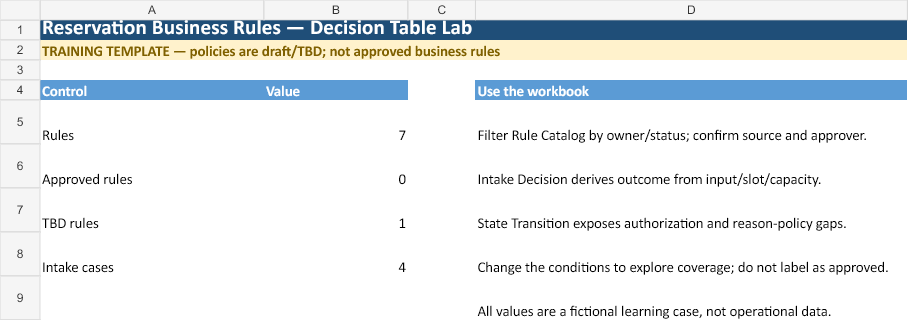 A B C D
1 Reservation Business Rules — Decision Table Lab
2 TRAINING TEMPLATE — policies are draft/TBD; not approved business rules
3
4 Control Value Use the workbook
5 Rules 7 Filter Rule Catalog by owner/status; confirm source and approver.
6 Approved rules 0 Intake Decision derives outcome from input/slot/capacity.
7 TBD rules 1 State Transition exposes authorization and reason-policy gaps.
8 Intake cases 4 Change the conditions to explore coverage; do not label as approved.
9 All values are a fictional learning case, not operational data.